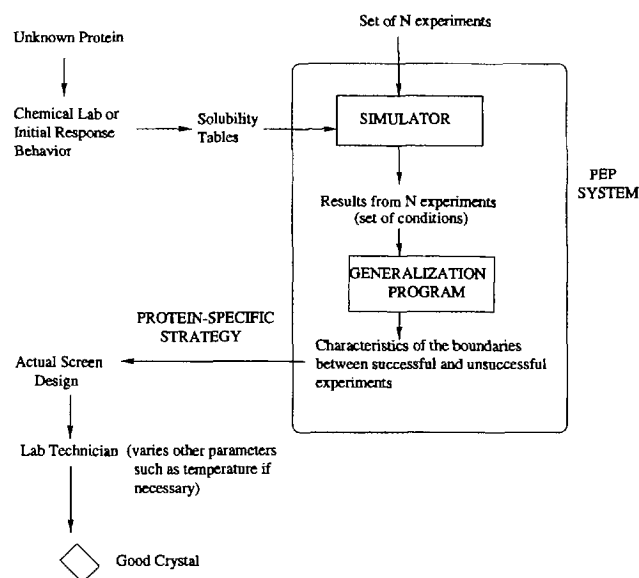 Unknown Protein
Set of N experiments
Chemical Lab or
Initial Response
Behavior
Solubility
Tables
SIMULATOR
PEP
SYSTEM
Results from N experiments
(set of conditions)
GENERALIZATION
PROGRAM
PROTEIN-SPECIFIC
STRATEGY
Characteristics of the boundaries
between successful and unsuccessful
experiments
Actual Screen
Design
Lab Technician (varies other parameters
such as temperature if
necessary)
Good Crystal